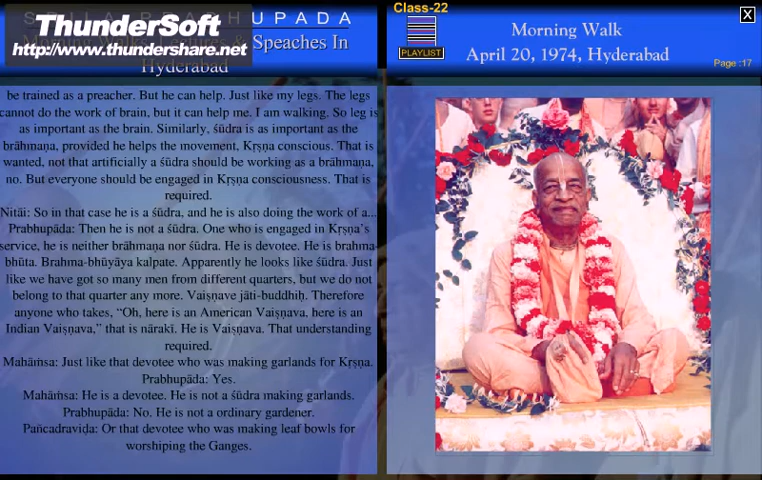 SRILA PRABHUPADA
ThunderSoft
http://www.thundershare.net
& Speaches In
Hyderabad
be trained as a preacher. But he can help. Just like my legs. The legs
cannot do the work of brain, but it can help me. I am walking. So leg is
as important as the brain. Similarly, śūdra is as important as the
brāhmaṇa, provided he helps the movement, Kṛṣṇa conscious. That is
wanted, not that artificially a śūdra should be working as a brāhmaṇa,
no. But everyone should be engaged in Kṛṣṇa consciousness. That is
required.
Nitāi: So in that case he is a śūdra, and he is also doing the work of a...
Prabhupāda: Then he is not a śūdra. One who is engaged in Kṛṣṇa's
service, he is neither brāhmaṇa nor śūdra. He is devotee. He is brahma-
bhūta. Brahma-bhūyāya kalpate. Apparently he looks like śūdra. Just
like we have got so many men from different quarters, but we do not
belong to that quarter any more. Vaiṣṇave jāti-buddhiḥ. Therefore
anyone who infers, “Oh, here is an American Vaiṣṇava, here is an
Indian Vaiṣṇava,” that is nārakī. He is Vaiṣṇava. That understanding
required.
Mahāṁsa: Just like that devotee who was making garlands for Kṛṣṇa.
Prabhupāda: Yes.
Mahāṁsa: He is a devotee. He is not a śūdra making garlands.
Prabhupāda: No. He is not a ordinary gardener.
Pañcadraviḍa: Or that devotee who was making leaf bowls for
worshiping the Ganges.
Class-22
PLAYLIST
Morning Walk
April 20, 1974, Hyderabad
X
Page :17